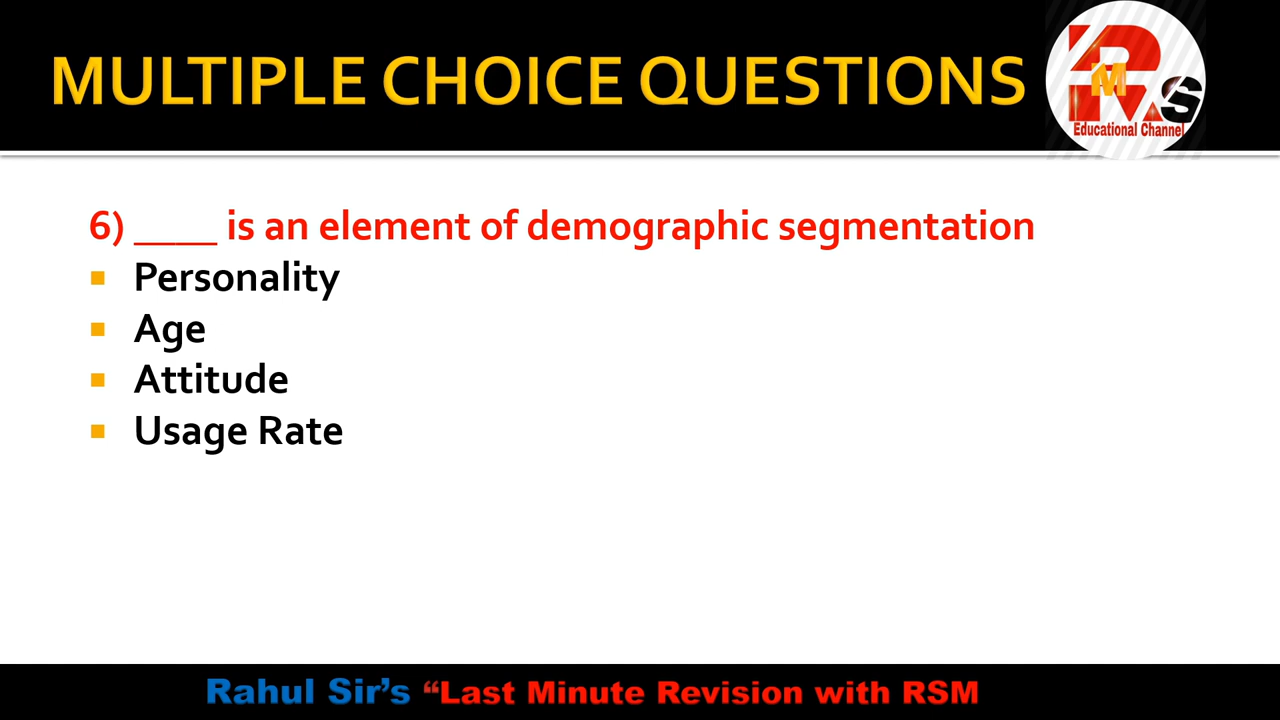 MULTIPLE CHOICE QUESTIONS
RMS
Educational Channel
6) ____ is an element of demographic segmentation
Personality
Age
Attitude
Usage Rate
Rahul Sir's “Last Minute Revision with RSM